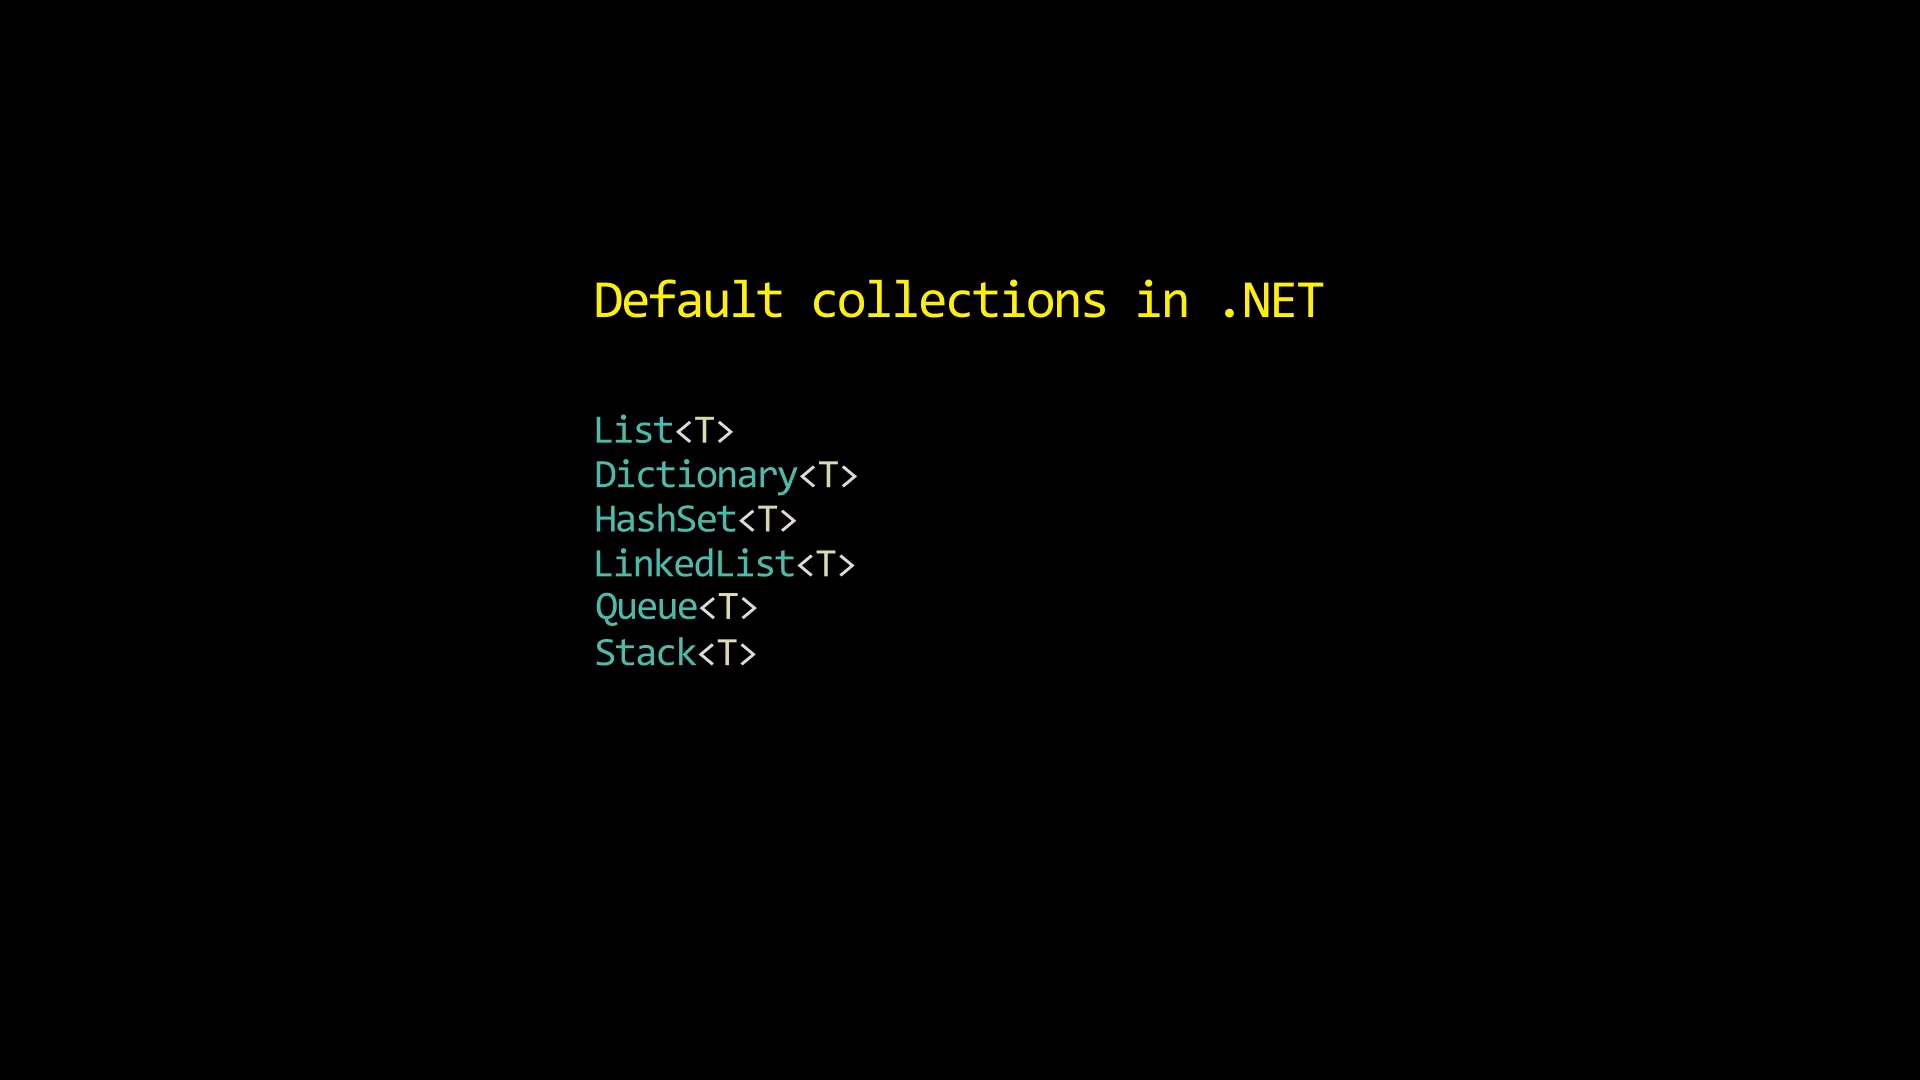 Default collections in .NET
List<T>
Dictionary<T>
HashSet<T>
LinkedList<T>
Queue<T>
Stack<T>